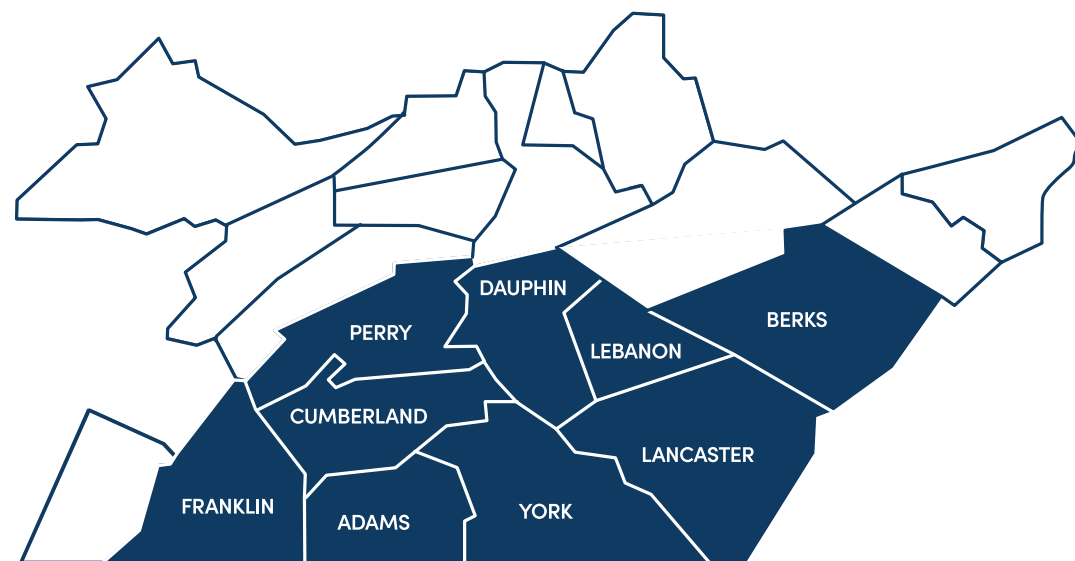 DAUPHIN
BERKS
PERRY
LEBANON
CUMBERLAND
LANCASTER
FRANKLIN
YORK
ADAMS